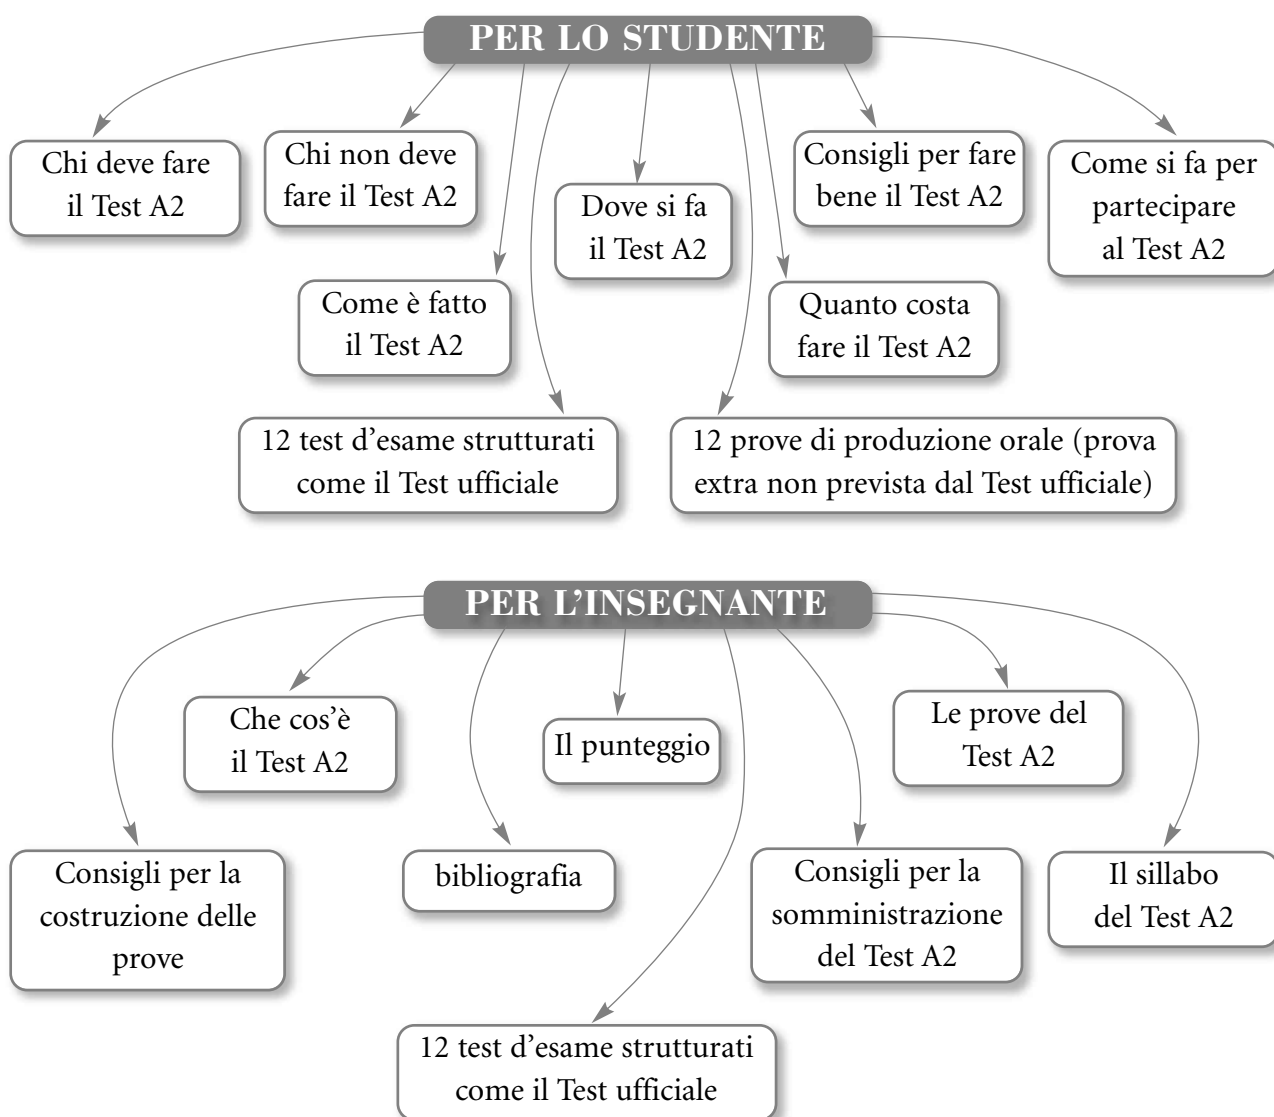 PER LO STUDENTE
Chi deve fare
il Test A2
Chi non deve
fare il Test A2
Dove si fa
il Test A2
Consigli per fare
bene il Test A2
Come si fa per
partecipare
al Test A2
Come è fatto
il Test A2
Quanto costa
fare il Test A2
12 test d’esame strutturati
come il Test ufficiale
12 prove di produzione orale (prova
extra non prevista dal Test ufficiale)
PER L’INSEGNANTE
Che cos’è
il Test A2
Il punteggio
Le prove del
Test A2
Consigli per la
costruzione delle
prove
bibliografia
Consigli per la
somministrazione
del Test A2
Il sillabo
del Test A2
12 test d’esame strutturati
come il Test ufficiale